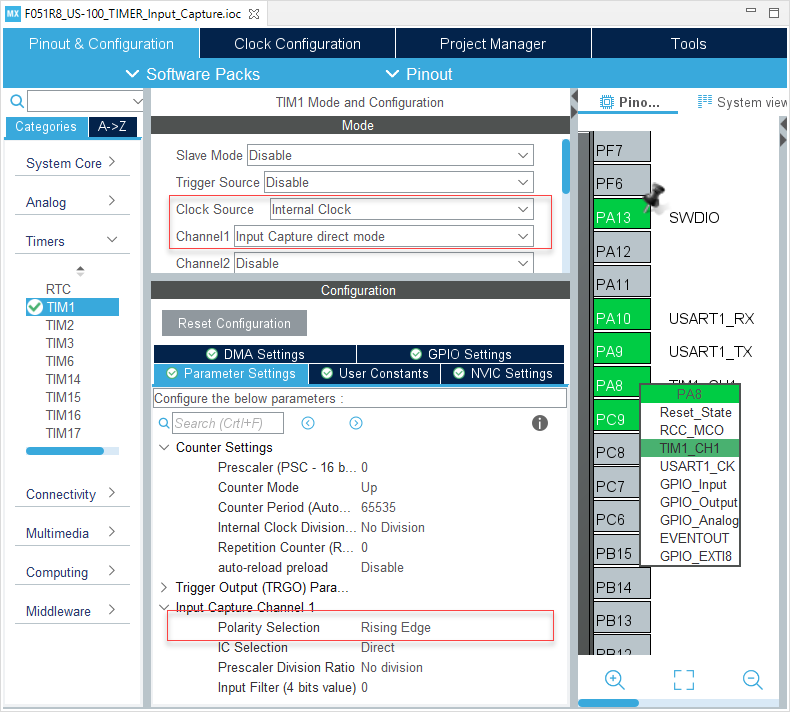 MX F051R8_US-100_TIMER_Input_Capture.ioc
Pinout & Configuration
Clock Configuration
Project Manager
Tools
Software Packs
Pinout
Categories
A->Z
System Core
Analog
Timers
RTC
TIM1
TIM2
TIM3
TIM6
TIM14
TIM15
TIM16
TIM17
Connectivity
Multimedia
Computing
Middleware
TIM1 Mode and Configuration
Mode
Slave Mode Disable
Trigger Source Disable
Clock Source Internal Clock
Channel1 Input Capture direct mode
Channel2 Disable
Configuration
Reset Configuration
DMA Settings
GPIO Settings
Parameter Settings
User Constants
NVIC Settings
Configure the below parameters :
Search (Crtl+F)
Counter Settings
Prescaler (PSC - 16 b... 0
Counter Mode Up
Counter Period (Auto... 65535
Internal Clock Division... No Division
Repetition Counter (R... 0
auto-reload preload Disable
Trigger Output (TRGO) Para...
Input Capture Channel 1
Polarity Selection Rising Edge
IC Selection Direct
Prescaler Division Ratio No division
Input Filter (4 bits value) 0
Pino...
System view
PF7
PF6
PA13 SWDIO
PA12
PA11
PA10 USART1_RX
PA9 USART1_TX
PA8 TIM1_CH1
PC9
PC8
PC7
PC6
PB15
PB14
PB13
PB12
PA8
Reset_State
RCC_MCO
TIM1_CH1
USART1_CK
GPIO_Input
GPIO_Output
GPIO_Analog
EVENTOUT
GPIO_EXTI8